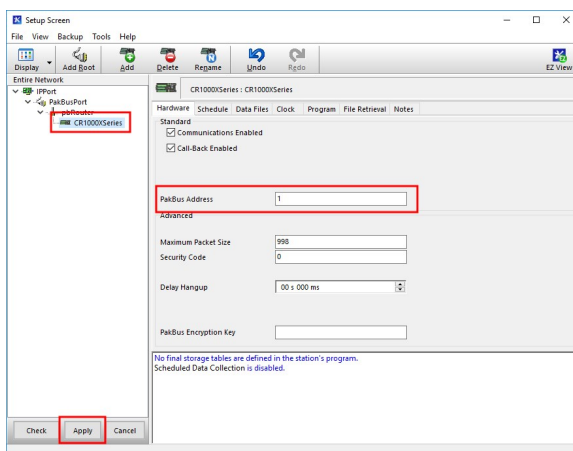 Setup Screen
File View Backup Tools Help
Display Add Root Add Delete Rename Undo Redo EZ View
Entire Network
IPPort
PakBusPort
pbRouter
CR1000XSeries
CR1000XSeries : CR1000XSeries
Hardware Schedule Data Files Clock Program File Retrieval Notes
Standard
Communications Enabled
Call-Back Enabled
PakBus Address 1
Advanced
Maximum Packet Size 998
Security Code 0
Delay Hangup 00 s 000 ms
PakBus Encryption Key
No final storage tables are defined in the station's program.
Scheduled Data Collection is disabled.
Check Apply Cancel